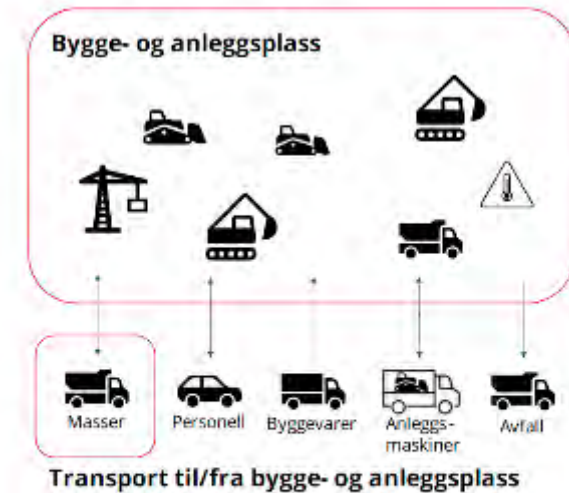 Bygge- og anleggsplass
Masser
Personell
Byggevarer
Anleggs-
maskiner
Avfall
Transport til/fra bygge- og anleggsplass